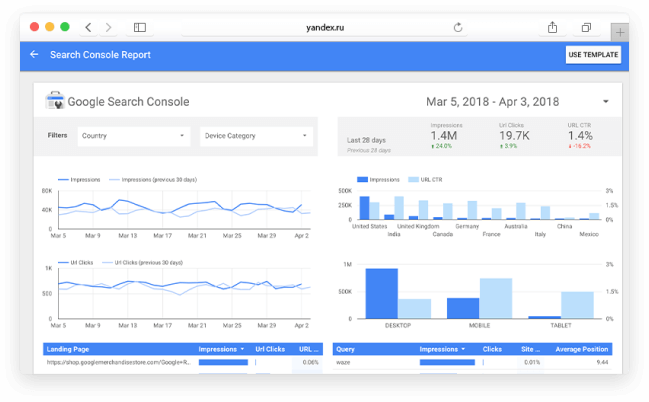 yandex.ru
Search Console Report
USE TEMPLATE
Google Search Console
Mar 5, 2018 - Apr 3, 2018
Filters
Country
Device Category
Last 28 days
Previous 28 days
Impressions
1.4M
24.0%
Url Clicks
19.7K
3.9%
URL CTR
1.4%
-16.2%
Impressions
Impressions (previous 30 days)
80K
40K
0
Mar 5 Mar 9 Mar 13 Mar 17 Mar 21 Mar 25 Mar 29 Apr 2
Impressions
URL CTR
500K
250K
0
3%
1.5%
0%
United States United Kingdom Germany Australia China
India Canada France Italy Mexico
Url Clicks
Url Clicks (previous 30 days)
1K
500
0
Mar 5 Mar 9 Mar 13 Mar 17 Mar 21 Mar 25 Mar 29 Apr 2
1M
500K
0
3%
1.5%
0%
DESKTOP MOBILE TABLET
Landing Page Impressions Url Clicks URL ...
https://shop.googlemerchandisestore.com/Google+R... 0.06%
Query Impressions Clicks Site ... Average Position
waze 0.01% 9.44